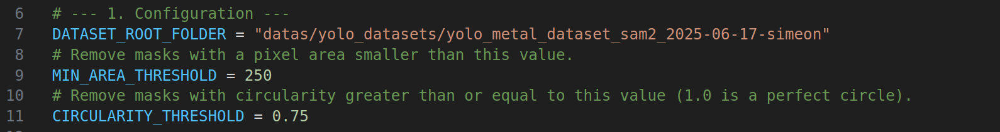 6 # --- 1. Configuration ---
7 DATASET_ROOT_FOLDER = "datas/yolo_datasets/yolo_metal_dataset_sam2_2025-06-17-simeon"
8 # Remove masks with a pixel area smaller than this value.
9 MIN_AREA_THRESHOLD = 250
10 # Remove masks with circularity greater than or equal to this value (1.0 is a perfect circle).
11 CIRCULARITY_THRESHOLD = 0.75